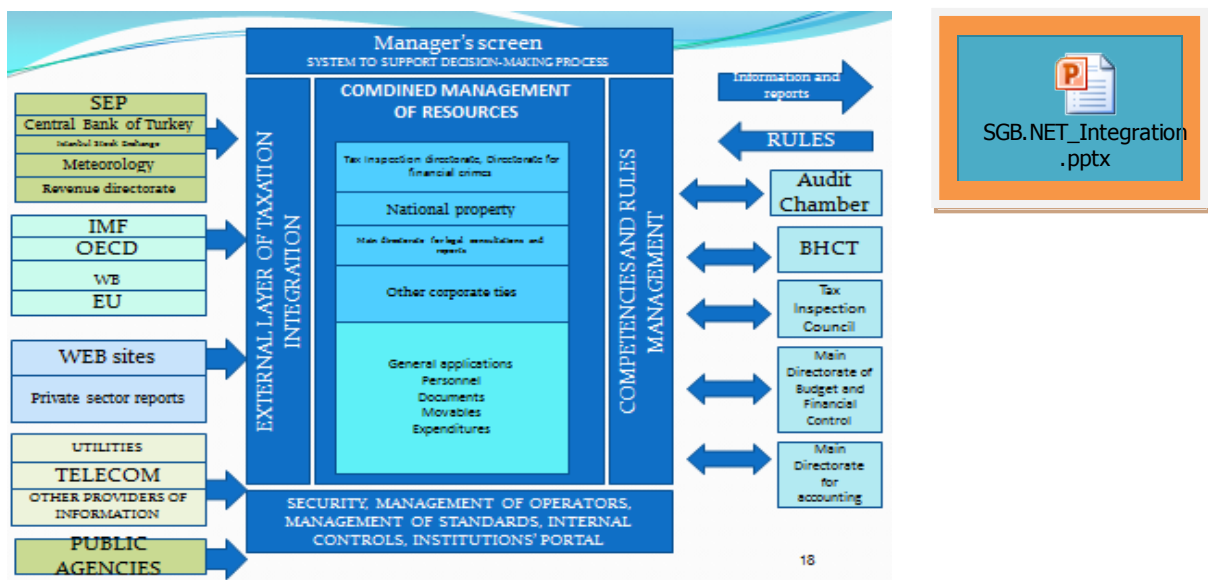 Manager's screen
SYSTEM TO SUPPORT DECISION-MAKING PROCESS
SEP
Central Bank of Turkey
Istanbul Stock Exchange
Meteorology
Revenue directorate
IMF
OECD
WB
EU
WEB sites
Private sector reports
UTILITIES
TELECOM
OTHER PROVIDERS OF
INFORMATION
PUBLIC
AGENCIES
EXTERNAL LAYER OF TAXATION
INTEGRATION
COMDINED MANAGEMENT
OF RESOURCES
Tax Inspection directorate, Directorate for
financial crimes
National property
Main directorate for legal consultations and
reports
Other corporate ties
General applications
Personnel
Documents
Movables
Expenditures
COMPETENCIES AND RULES
MANAGEMENT
SECURITY, MANAGEMENT OF OPERATORS,
MANAGEMENT OF STANDARDS, INTERNAL
CONTROLS, INSTITUTIONS' PORTAL
Information and
reports
RULES
Audit
Chamber
BHCT
Tax
Inspection
Council
Main
Directorate of
Budget and
Financial
Control
Main
Directorate
for
accounting
18
P
SGB.NET_Integration
.pptx